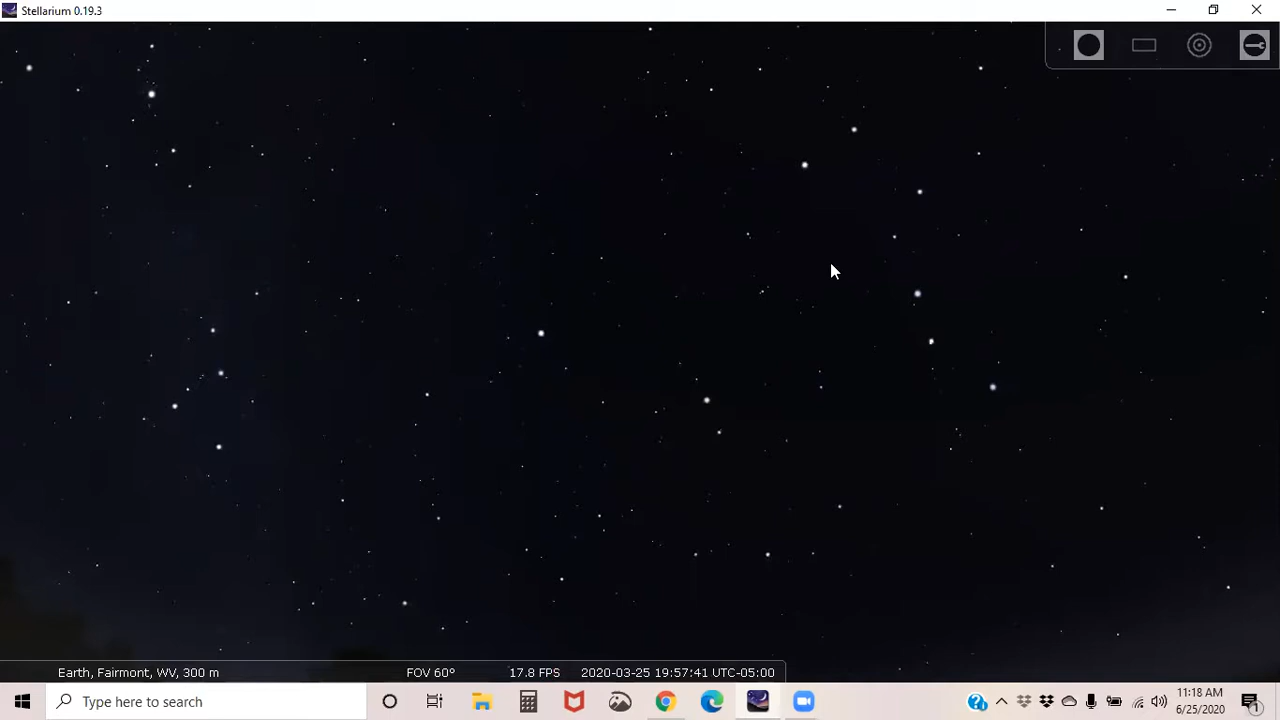 Stellarium 0.19.3
Earth, Fairmont, WV, 300 m
FOV 60°
17.8 FPS
2020-03-25 19:57:41 UTC-05:00
Type here to search
11:18 AM
6/25/2020
1